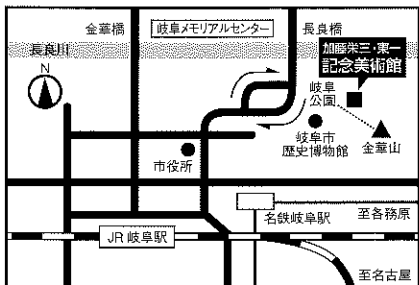 金華橋
岐阜メモリアルセンター
長良橋
長良川
加藤栄三・東一
記念美術館
N
岐阜
公園
岐阜市
歴史博物館
金華山
市役所
名鉄岐阜駅
至各務原
JR 岐阜駅
至名古屋